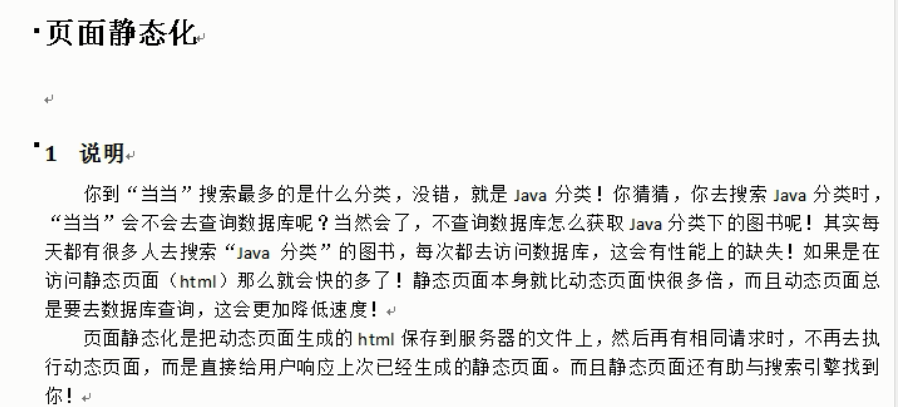 页面静态化
1 说明
你到“当当”搜索最多的是什么分类，没错，就是 Java 分类！你猜猜，你去搜索 Java 分类时，
“当当”会不会去查询数据库呢？当然会了，不查询数据库怎么获取 Java 分类下的图书呢！其实每
天都有很多人去搜索“Java 分类”的图书，每次都去访问数据库，这会有性能上的缺失！如果是在
访问静态页面（html）那么就会快的多了！静态页面本身就比动态页面快很多倍，而且动态页面总
是要去数据库查询，这会更加降低速度！
页面静态化是把动态页面生成的 html 保存到服务器的文件上，然后再有相同请求时，不再去执
行动态页面，而是直接给用户响应上次已经生成的静态页面。而且静态页面还有助与搜索引擎找到
你！